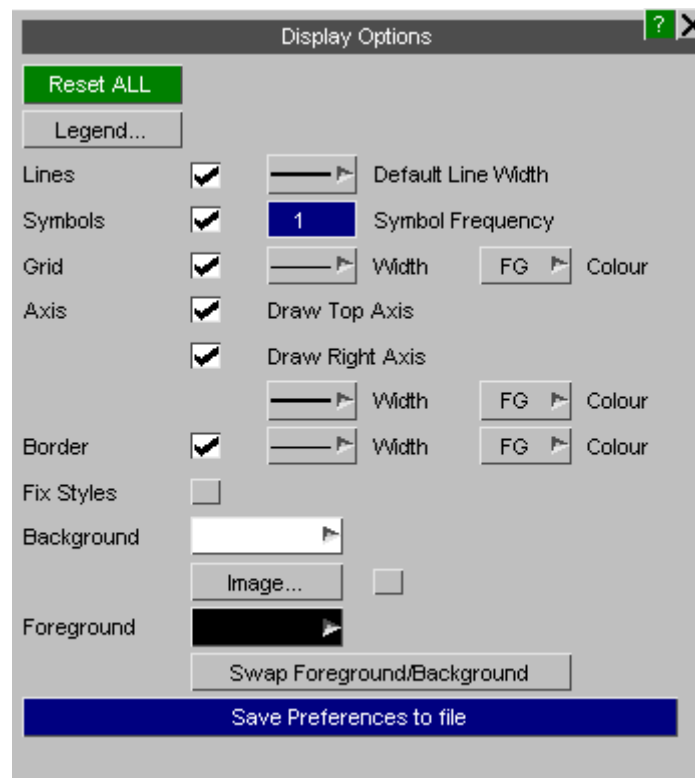 Display Options ?
Reset ALL
Legend...
Lines Default Line Width
Symbols 1 Symbol Frequency
Grid Width FG Colour
Axis Draw Top Axis
Draw Right Axis
Width FG Colour
Border Width FG Colour
Fix Styles
Background
Image...
Foreground
Swap Foreground/Background
Save Preferences to file